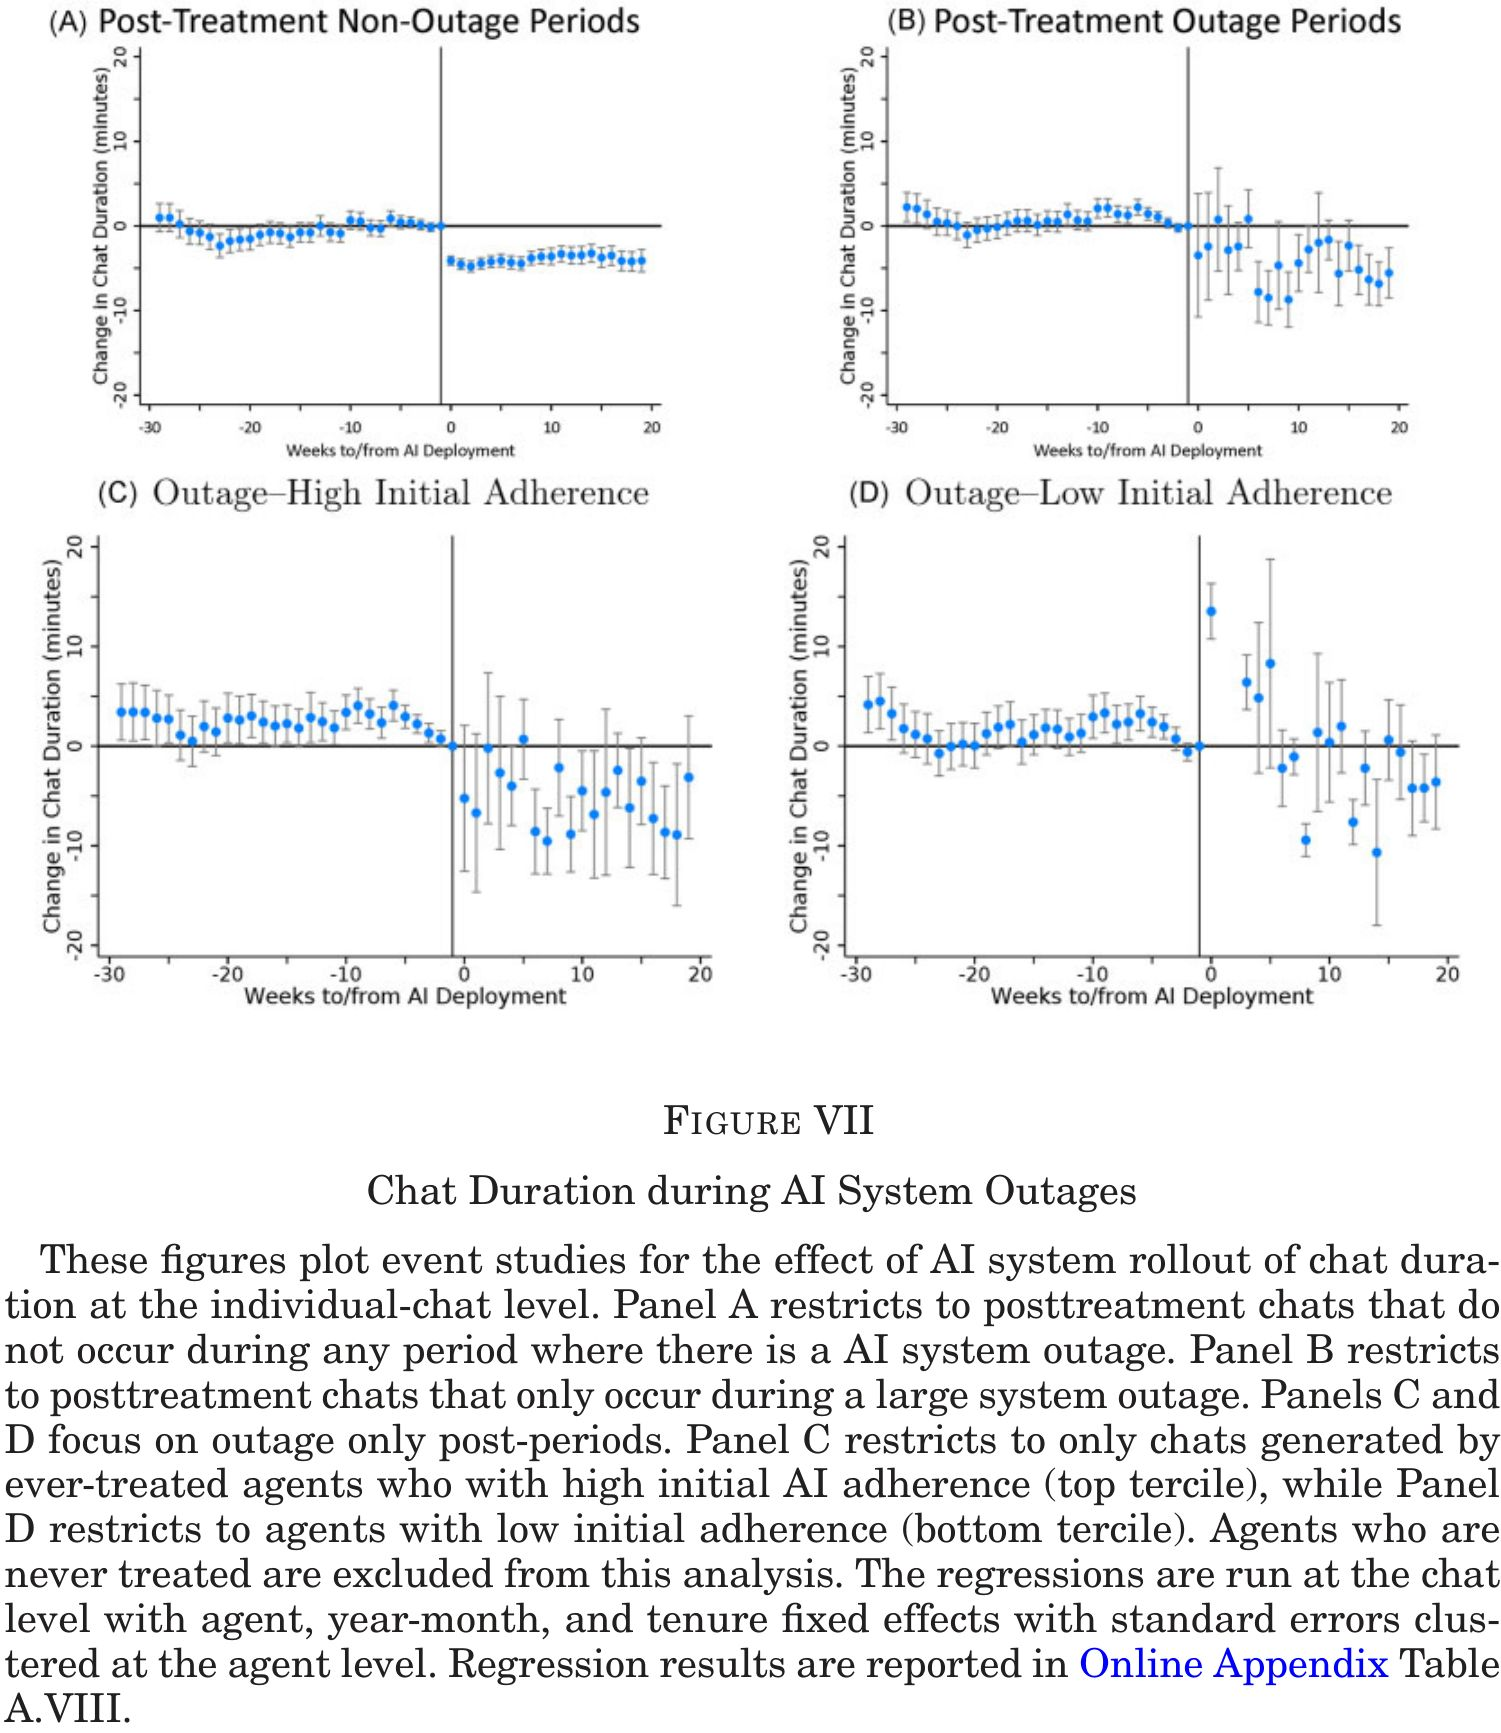 (A) Post-Treatment Non-Outage Periods
Change in Chat Duration (minutes)
20
10
0
-10
-20
-30 -20 -10 0 10 20
Weeks to/from AI Deployment
(B) Post-Treatment Outage Periods
Change in Chat Duration (minutes)
20
10
0
-10
-20
-30 -20 -10 0 10 20
Weeks to/from AI Deployment
(C) Outage–High Initial Adherence
Change in Chat Duration (minutes)
20
10
0
-10
-20
-30 -20 -10 0 10 20
Weeks to/from AI Deployment
(D) Outage–Low Initial Adherence
Change in Chat Duration (minutes)
20
10
0
-10
-20
-30 -20 -10 0 10 20
Weeks to/from AI Deployment
FIGURE VII
Chat Duration during AI System Outages
These figures plot event studies for the effect of AI system rollout of chat dura-
tion at the individual-chat level. Panel A restricts to posttreatment chats that do
not occur during any period where there is a AI system outage. Panel B restricts
to posttreatment chats that only occur during a large system outage. Panels C and
D focus on outage only post-periods. Panel C restricts to only chats generated by
ever-treated agents who with high initial AI adherence (top tercile), while Panel
D restricts to agents with low initial adherence (bottom tercile). Agents who are
never treated are excluded from this analysis. The regressions are run at the chat
level with agent, year-month, and tenure fixed effects with standard errors clus-
tered at the agent level. Regression results are reported in Online Appendix Table
A.VIII.